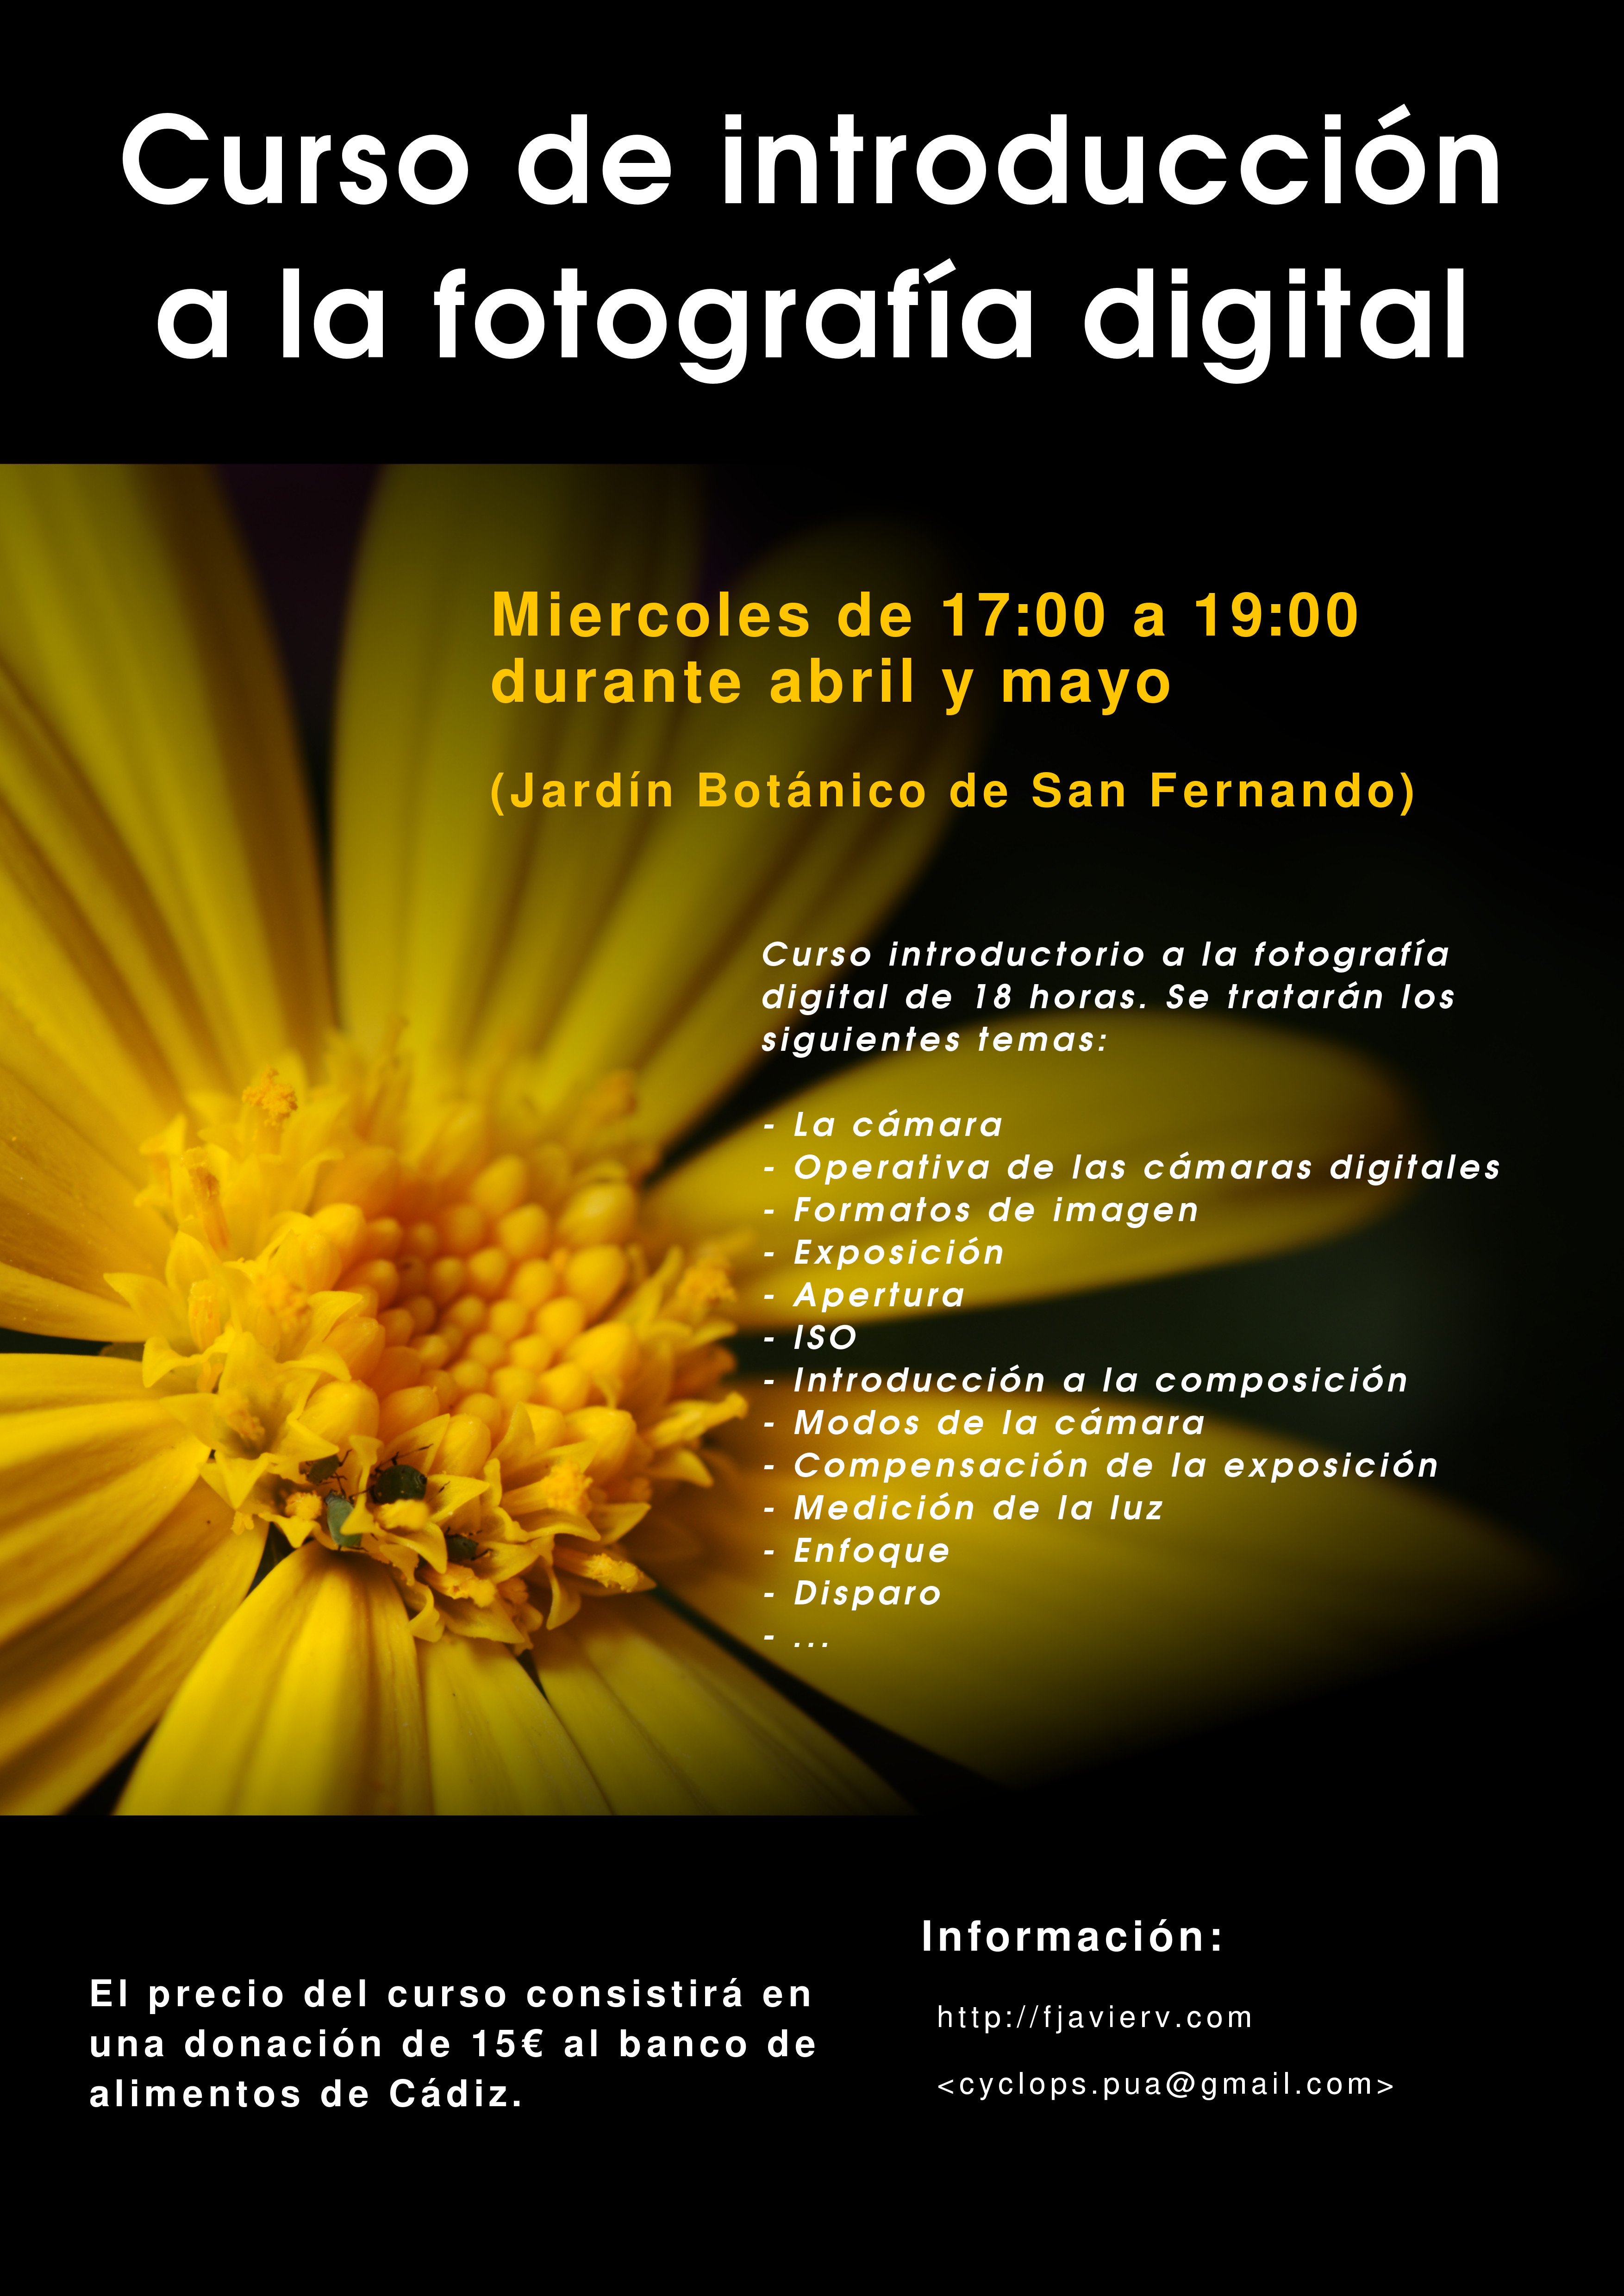 Curso de introducción
a la fotografía digital
Miercoles de 17:00 a 19:00
durante abril y mayo
(Jardín Botánico de San Fernando)
Curso introductorio a la fotografía
digital de 18 horas. Se tratarán los
siguientes temas:
- La cámara
- Operativa de las cámaras digitales
- Formatos de imagen
- Exposición
- Apertura
- ISO
- Introducción a la composición
- Modos de la cámara
- Compensación de la exposición
- Medición de la luz
- Enfoque
- Disparo
- ...
El precio del curso consistirá en
una donación de 15€ al banco de
alimentos de Cádiz.
Información:
http://fjavierv.com
<cyclops.pua@gmail.com>